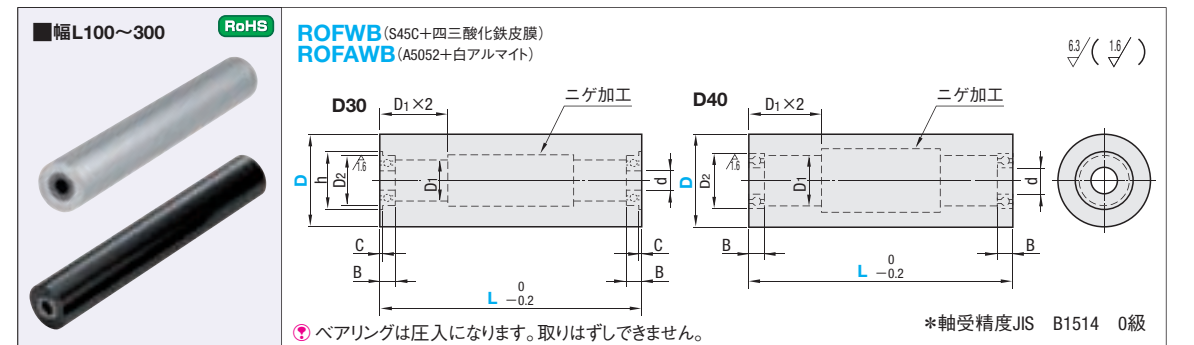 ■幅L100～300
RoHS
ROFWB(S45C+四三酸化鉄皮膜)
ROFAWB(A5052+白アルマイト)
6.3 ( 1.6 )
D30
D1×2
ニゲ加工
D
h
D2
1.6
D1
d
C
C
B
B
L 0 −0.2
D40
D1×2
ニゲ加工
D
D2
1.6
D1
d
B
B
L 0 −0.2
ベアリングは圧入になります。取りはずしできません。
＊軸受精度JIS B1514 0級